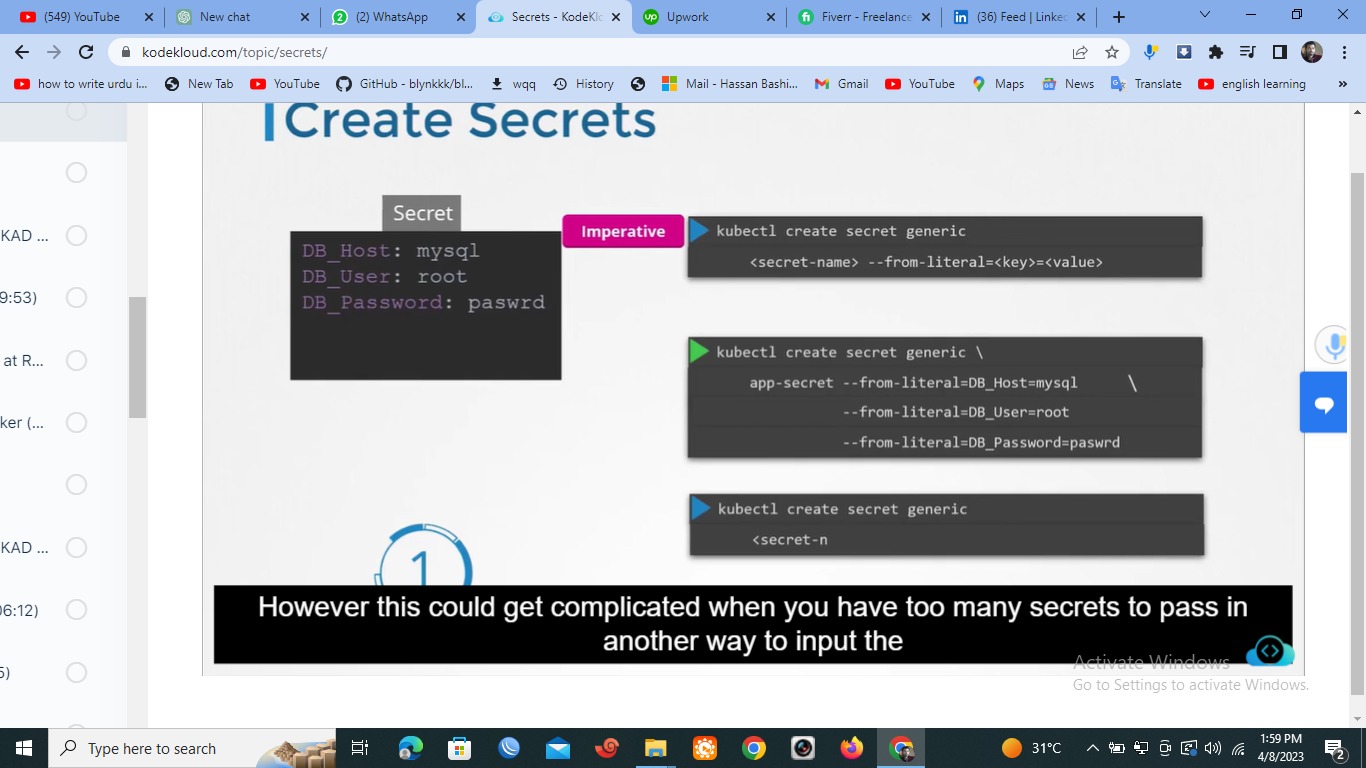 (549) YouTube
New chat
(2) WhatsApp
Secrets - KodeKlo
Upwork
Fiverr - Freelance
(36) Feed | Linked
kodekloud.com/topic/secrets/
how to write urdu i...
New Tab
YouTube
GitHub - blynkkk/bl...
wqq
History
Mail - Hassan Bashi...
Gmail
YouTube
Maps
News
Translate
english learning
»
Create Secrets
KAD ...
9:53)
at R...
ker (...
KAD ...
06:12)
5)
Secret
DB_Host: mysql
DB_User: root
DB_Password: paswrd
Imperative
kubectl create secret generic
<secret-name> --from-literal=<key>=<value>
kubectl create secret generic \
app-secret --from-literal=DB_Host=mysql \
--from-literal=DB_User=root
--from-literal=DB_Password=paswrd
kubectl create secret generic
<secret-n
1
However this could get complicated when you have too many secrets to pass in
another way to input the
Activate Windows
Go to Settings to activate Windows.
Type here to search
31°C
1:59 PM
4/8/2023
2